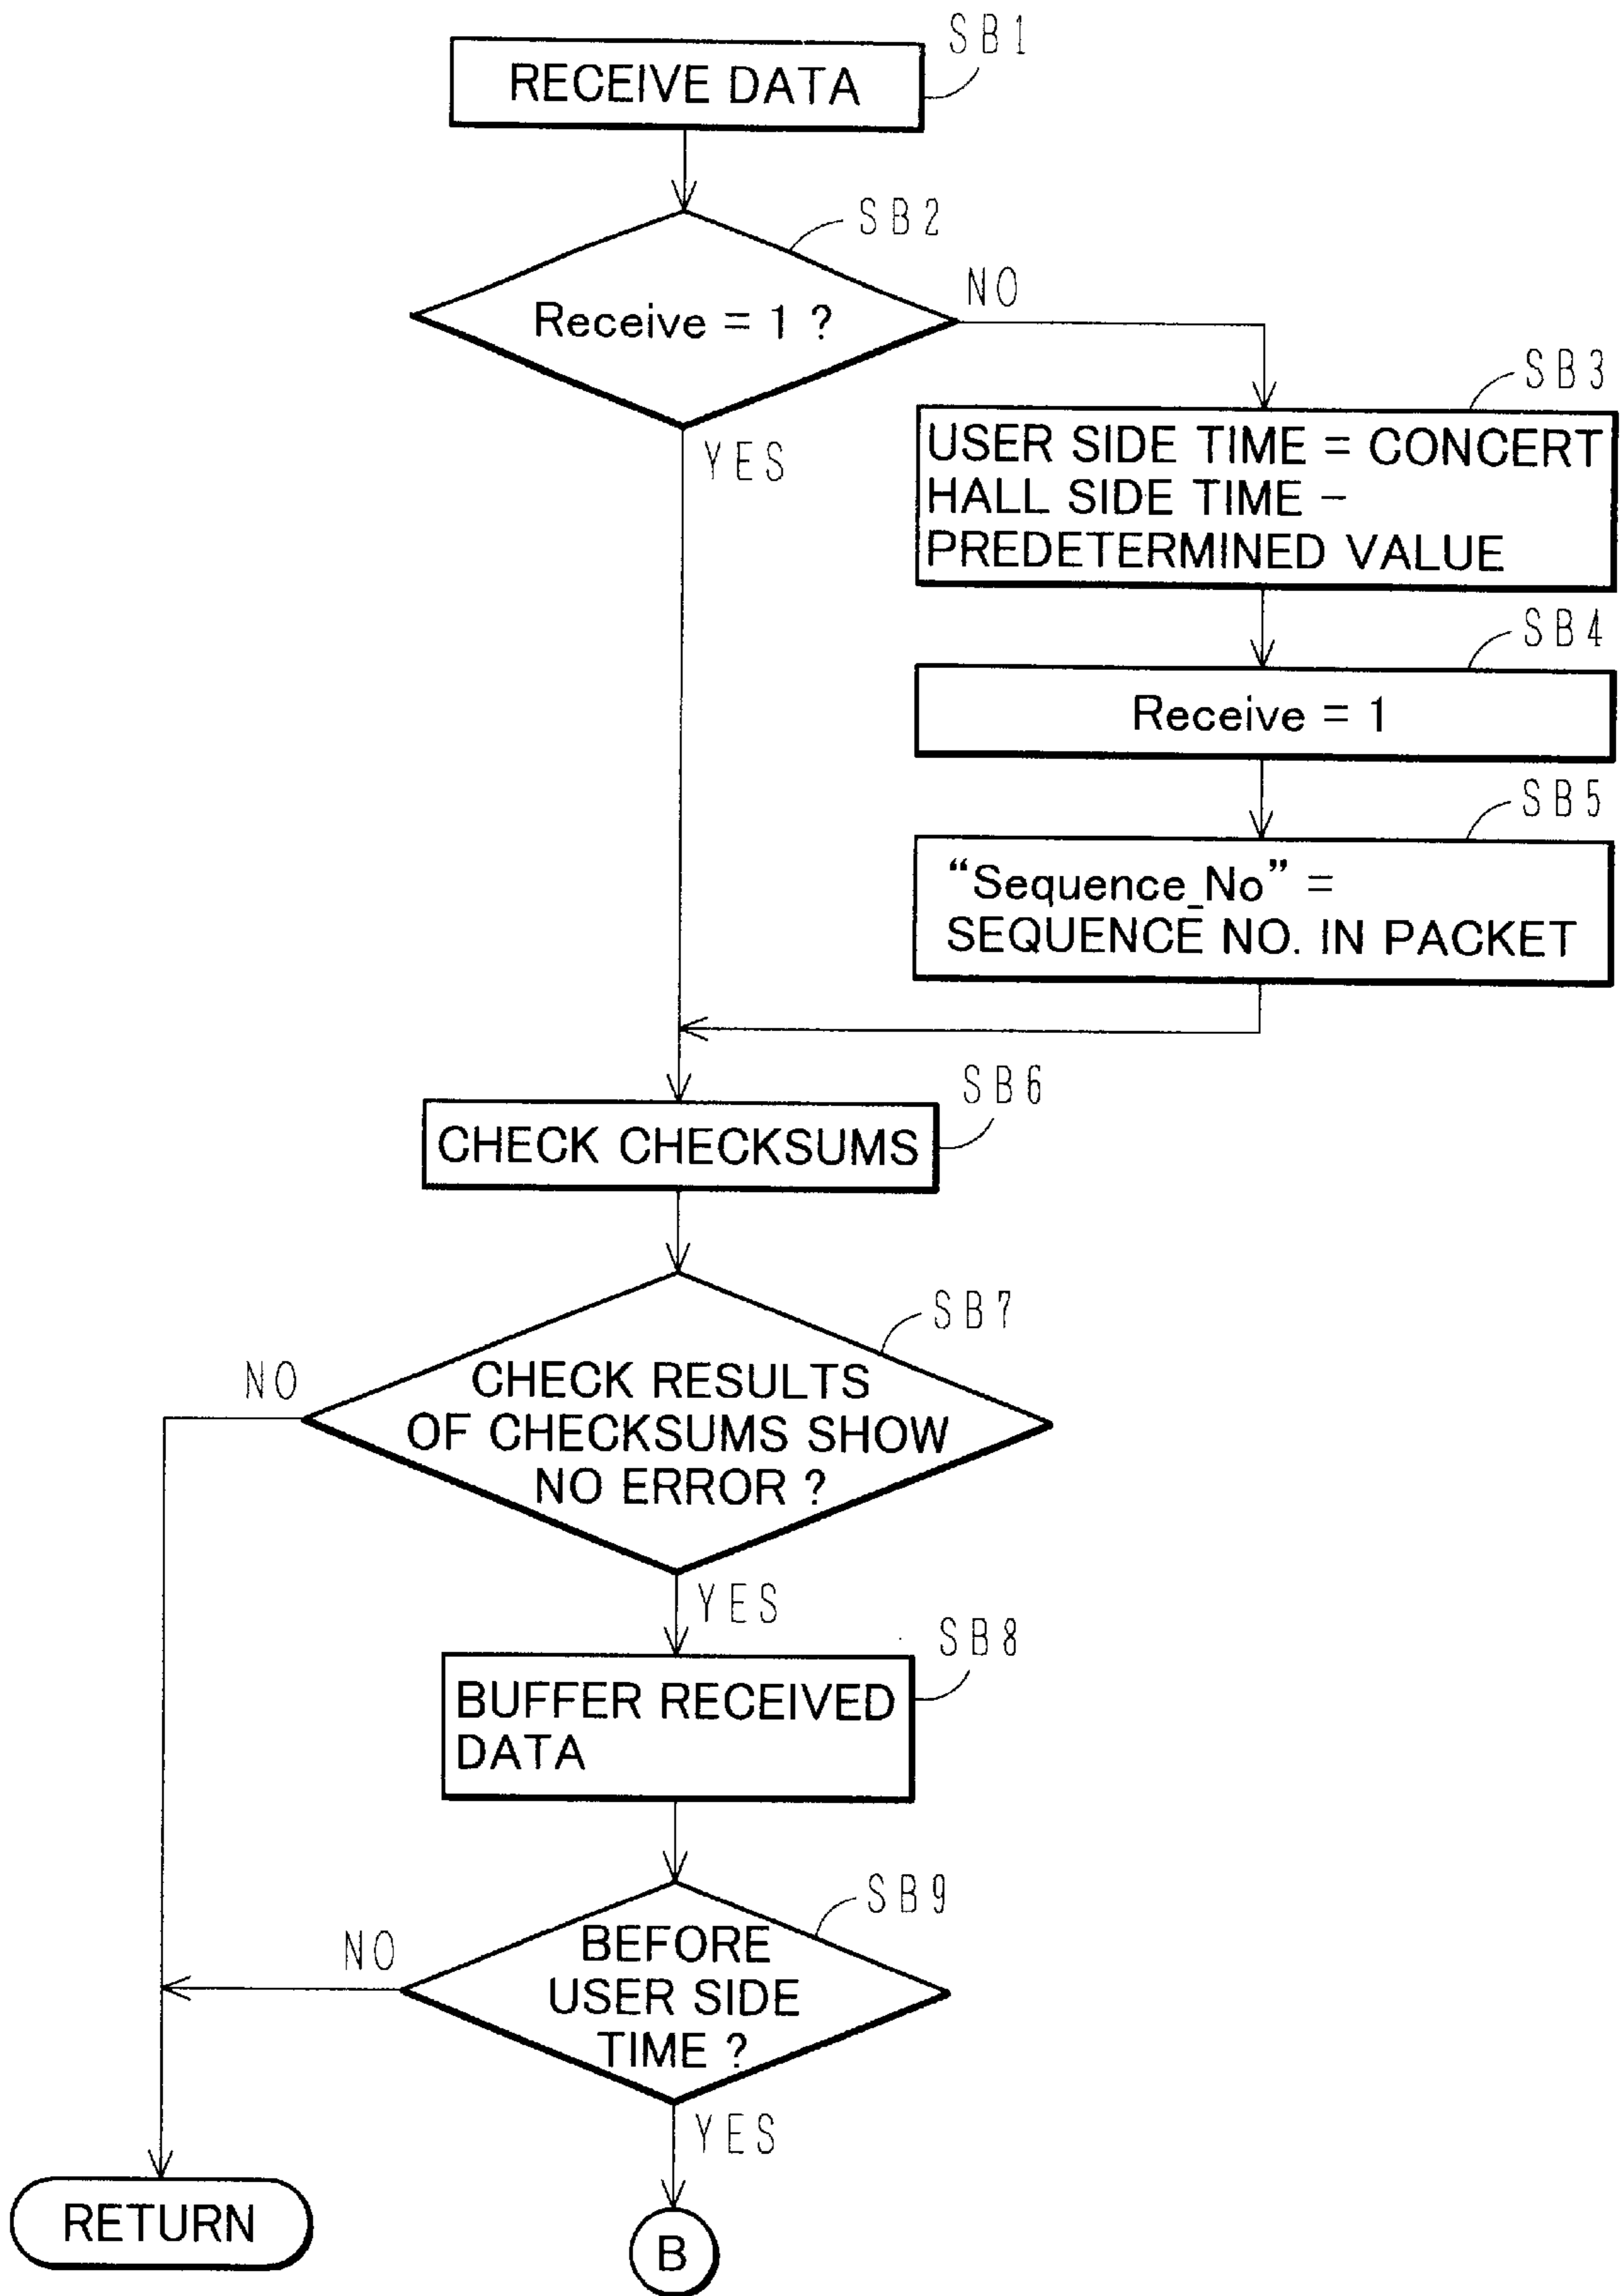 SB1
RECEIVE DATA
SB2
Receive = 1 ?
NO
YES
SB3
USER SIDE TIME = CONCERT
HALL SIDE TIME –
PREDETERMINED VALUE
SB4
Receive = 1
SB5
“Sequence_No” =
SEQUENCE NO. IN PACKET
SB6
CHECK CHECKSUMS
SB7
NO
CHECK RESULTS
OF CHECKSUMS SHOW
NO ERROR ?
YES
SB8
BUFFER RECEIVED
DATA
SB9
NO
BEFORE
USER SIDE
TIME ?
YES
RETURN
B